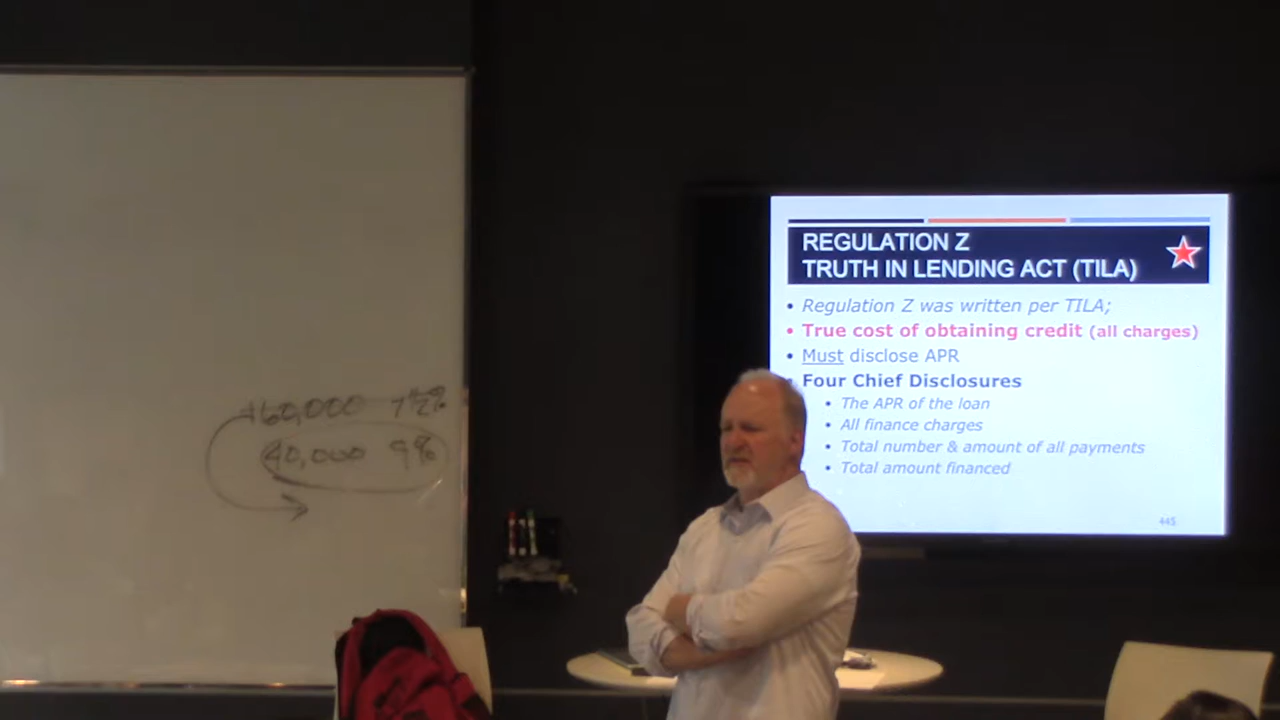 160,000 7 1/2%
40,000 9%
REGULATION Z
TRUTH IN LENDING ACT (TILA)
• Regulation Z was written per TILA;
• True cost of obtaining credit (all charges)
• Must disclose APR
Four Chief Disclosures
• The APR of the loan
• All finance charges
• Total number & amount of all payments
• Total amount financed
445